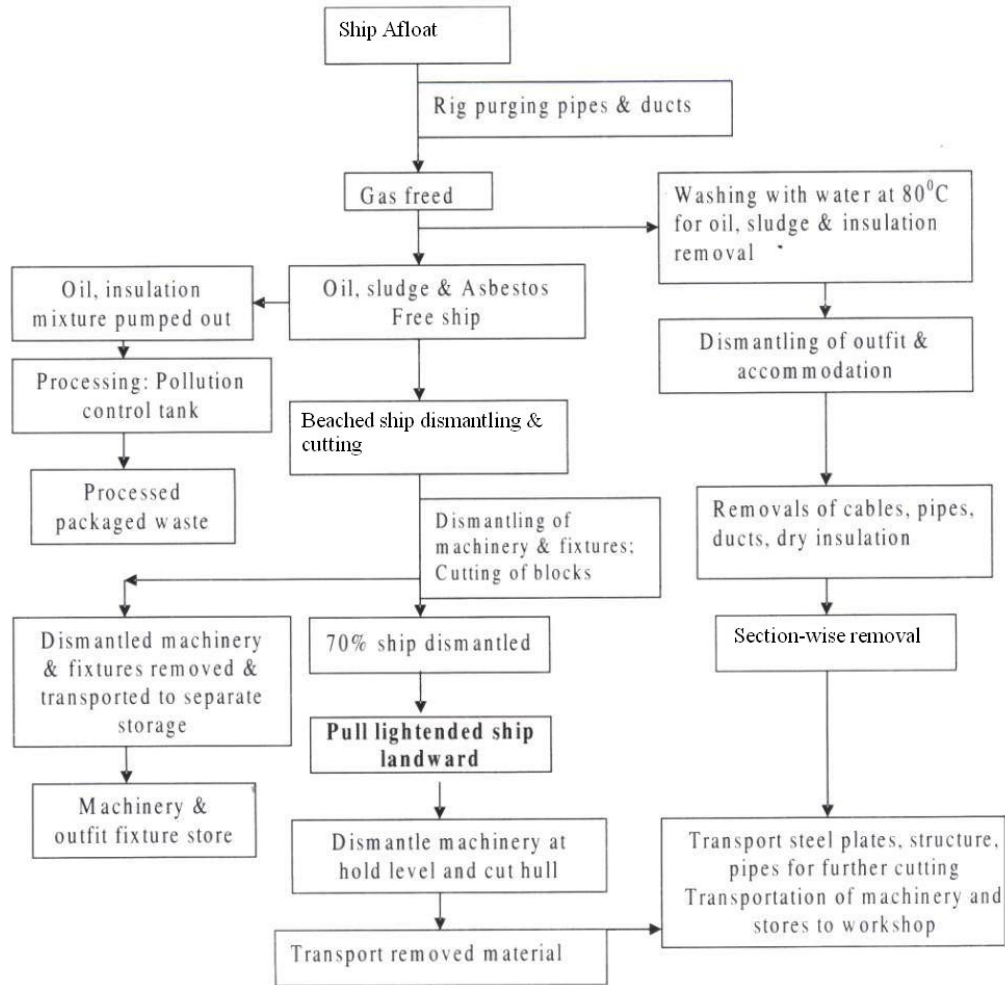 Ship Afloat
Rig purging pipes & ducts
Gas freed
Washing with water at 80⁰C
for oil, sludge & insulation
removal
Oil, insulation
mixture pumped out
Oil, sludge & Asbestos
Free ship
Dismantling of outfit &
accommodation
Processing: Pollution
control tank
Beached ship dismantling &
cutting
Processed
packaged waste
Removals of cables, pipes,
ducts, dry insulation
Dismantling of
machinery & fixtures;
Cutting of blocks
Dismantled machinery
& fixtures removed &
transported to separate
storage
70% ship dismantled
Section-wise removal
Pull lightended ship
landward
Machinery &
outfit fixture store
Dismantle machinery at
hold level and cut hull
Transport steel plates, structure,
pipes for further cutting
Transportation of machinery and
stores to workshop
Transport removed material